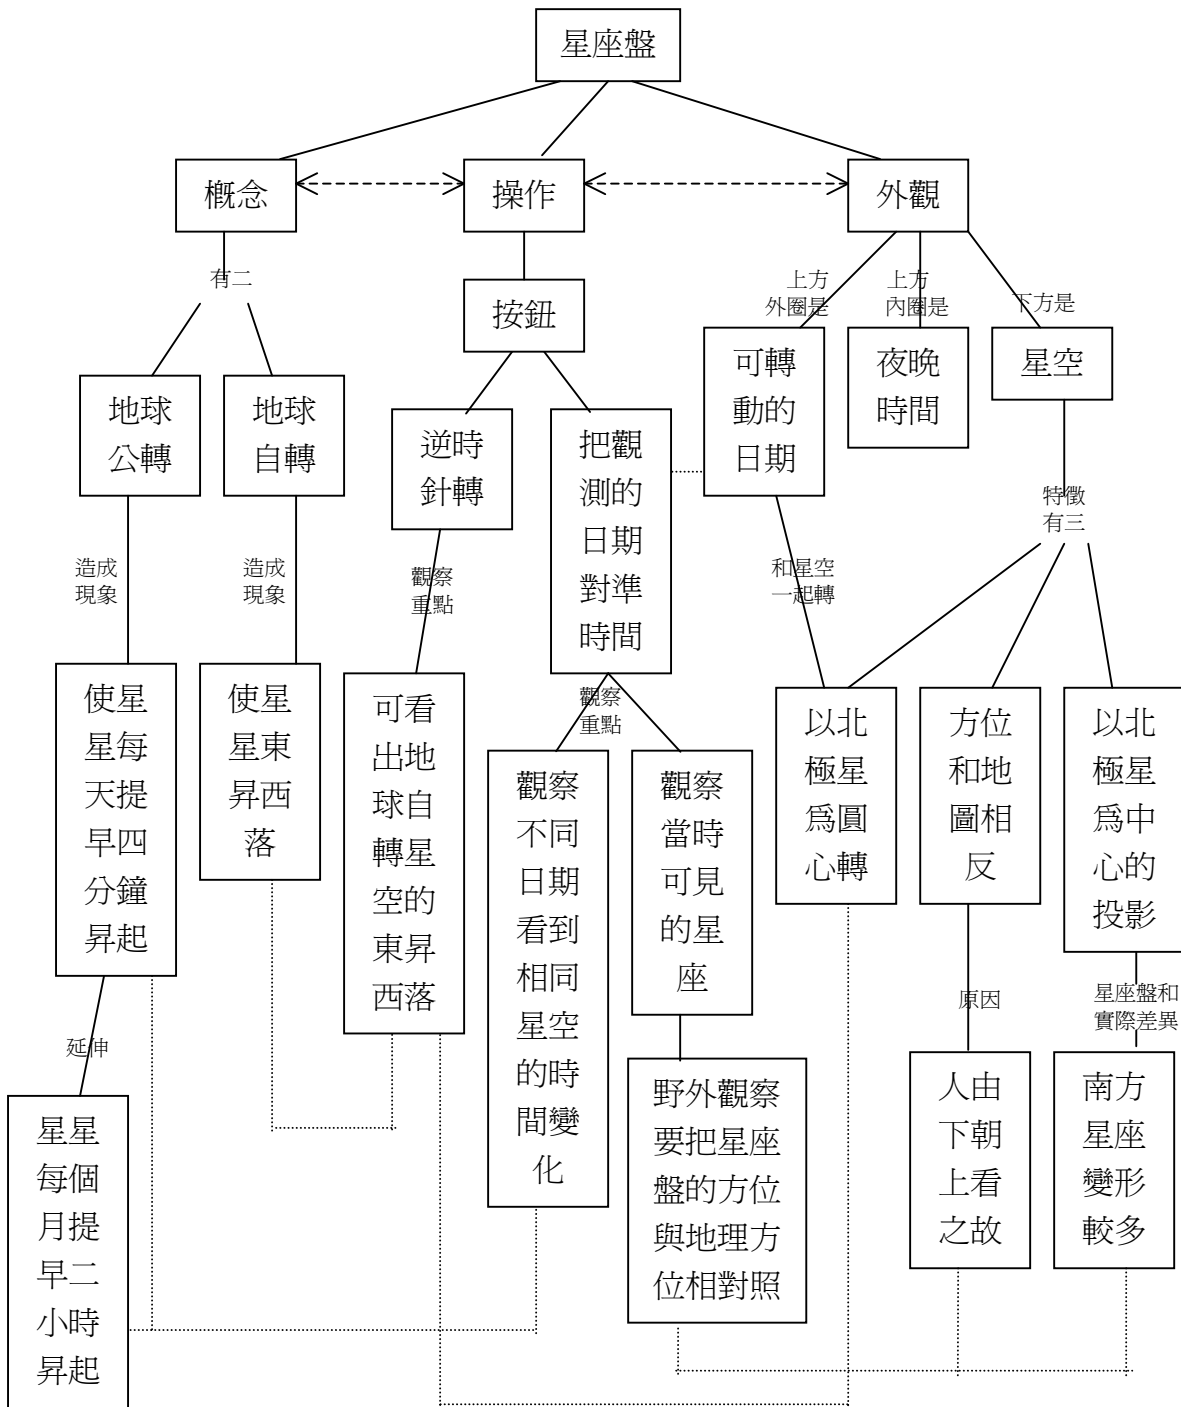 星座盤
概念
操作
外觀
有二
按鈕
上方
外圈是
上方
內圈是
下方是
地球
公轉
地球
自轉
逆時
針轉
把觀
測的
日期
對準
時間
可轉
動的
日期
夜晚
時間
星空
造成
現象
造成
現象
觀察
重點
和星空
一起轉
特徵
有三
使星
星每
天提
早四
分鐘
昇起
使星
星東
昇西
落
可看
出地
球自
轉星
空的
東昇
西落
觀察
重點
觀察
不同
日期
看到
相同
星空
的時
間變
化
觀察
當時
可見
的星
座
以北
極星
為圓
心轉
方位
和地
圖相
反
以北
極星
為中
心的
投影
延伸
原因
星座盤和
實際差異
星星
每個
月提
早二
小時
昇起
野外觀察
要把星座
盤的方位
與地理方
位相對照
人由
下朝
上看
之故
南方
星座
變形
較多